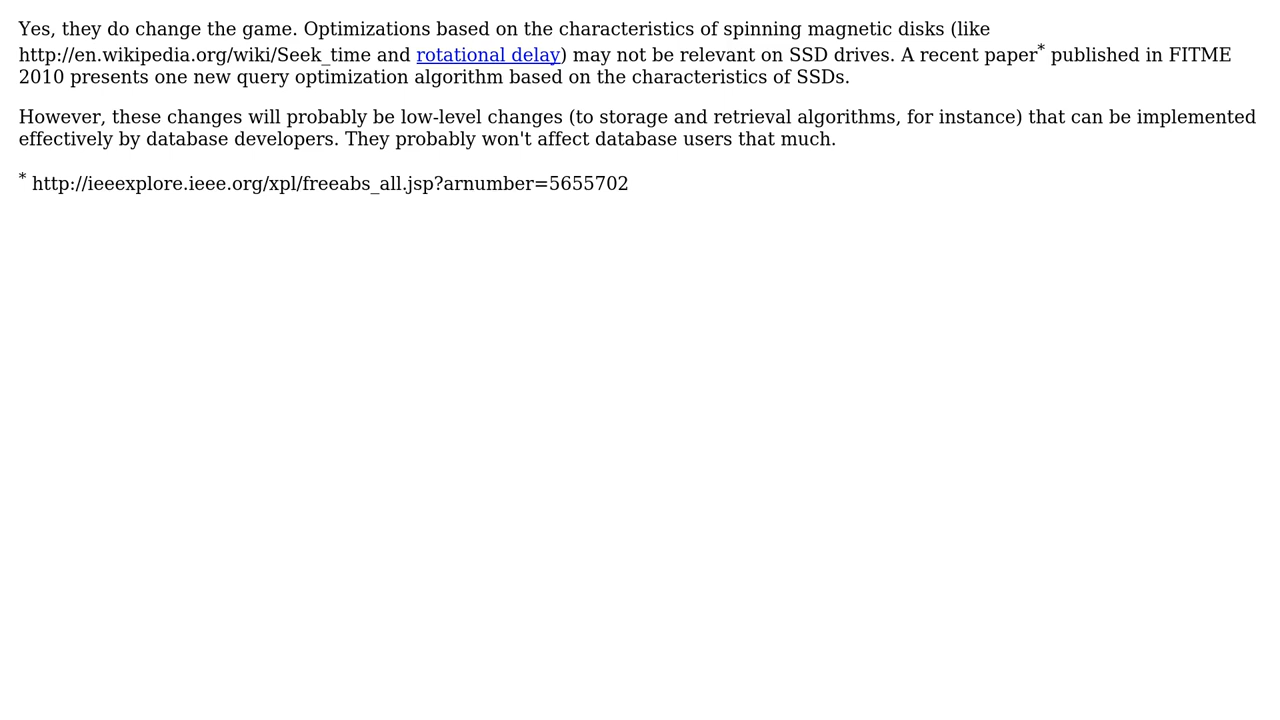 Yes, they do change the game. Optimizations based on the characteristics of spinning magnetic disks (like
http://en.wikipedia.org/wiki/Seek_time and rotational delay) may not be relevant on SSD drives. A recent paper* published in FITME
2010 presents one new query optimization algorithm based on the characteristics of SSDs.
However, these changes will probably be low-level changes (to storage and retrieval algorithms, for instance) that can be implemented
effectively by database developers. They probably won't affect database users that much.
* http://ieeexplore.ieee.org/xpl/freeabs_all.jsp?arnumber=5655702